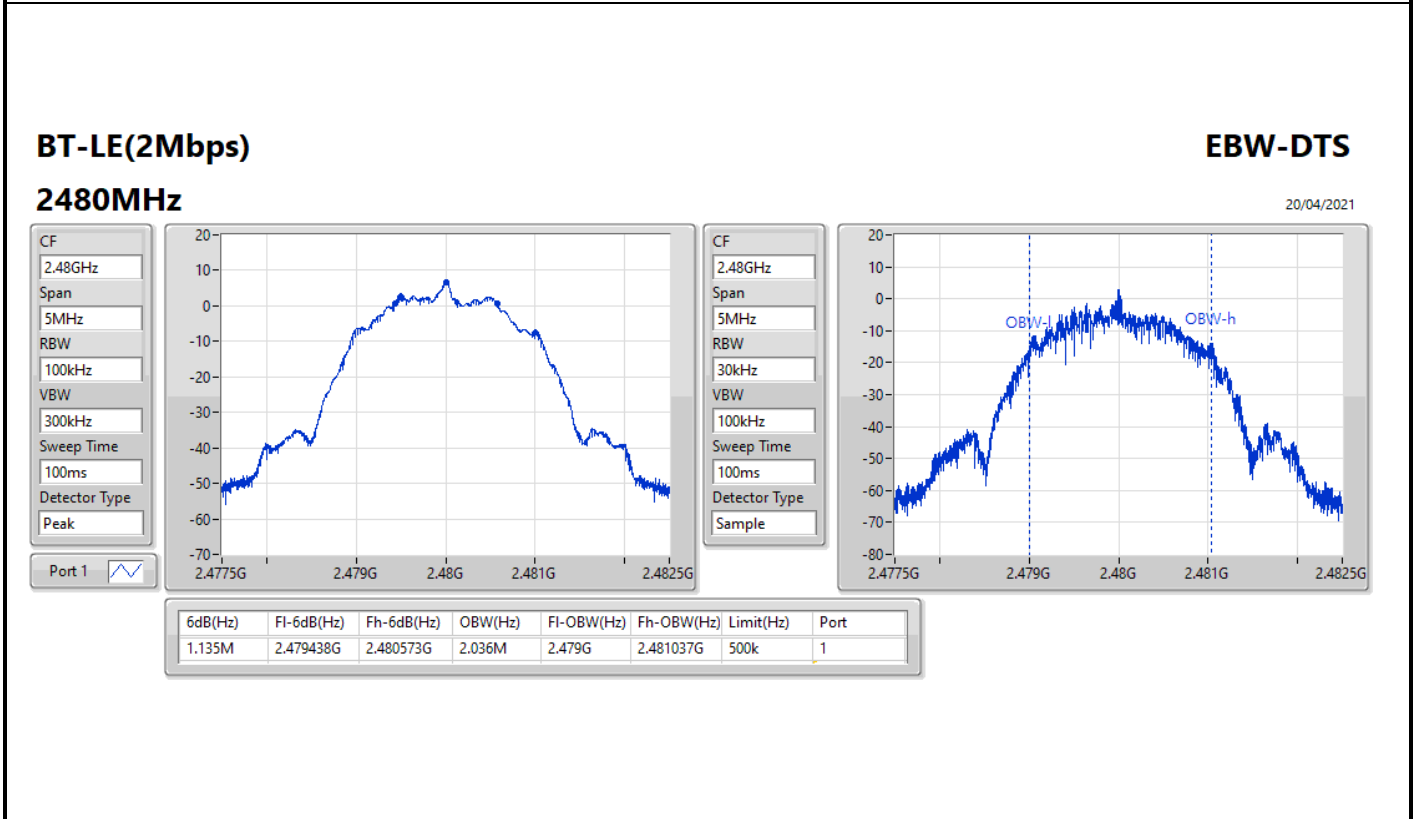 BT-LE(2Mbps)
EBW-DTS
2480MHz
20/04/2021
CF
2.48GHz
Span
5MHz
RBW
100kHz
VBW
300kHz
Sweep Time
100ms
Detector Type
Peak
Port 1
20
10
0
-10
-20
-30
-40
-50
-60
-70
2.4775G 2.479G 2.48G 2.481G 2.4825G
CF
2.48GHz
Span
5MHz
RBW
30kHz
VBW
100kHz
Sweep Time
100ms
Detector Type
Sample
20
10
0
-10
-20
-30
-40
-50
-60
-70
-80
OBW-l OBW-h
2.4775G 2.479G 2.48G 2.481G 2.4825G
6dB(Hz) Fl-6dB(Hz) Fh-6dB(Hz) OBW(Hz) Fl-OBW(Hz) Fh-OBW(Hz) Limit(Hz) Port
1.135M 2.479438G 2.480573G 2.036M 2.479G 2.481037G 500k 1